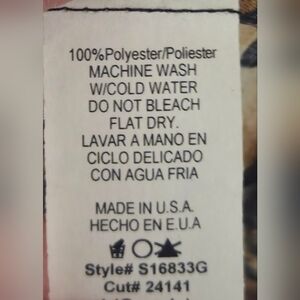 100%Polyester/Poliester
MACHINE WASH
W/COLD WATER
DO NOT BLEACH
FLAT DRY.
LAVAR A MANO EN
CICLO DELICADO
CON AGUA FRIA
MADE IN U.S.A.
HECHO EN E.U.A
Style# S16833G
Cut# 24141